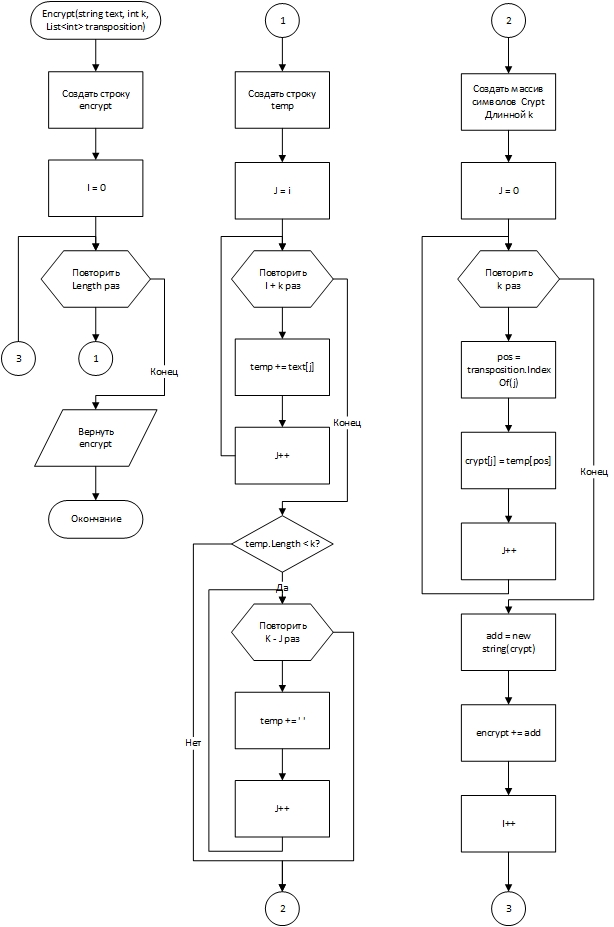 Encrypt(string text, int k,
List<int> transposition)
Создать строку
encrypt
I = 0
Повторить
Length раз
3
1
Конец
Вернуть
encrypt
Окончание
1
Создать строку
temp
J = i
Повторить
I + k раз
temp += text[j]
J++
Конец
temp.Length < k?
Да
Повторить
K - J раз
temp += ' '
J++
Нет
2
2
Создать массив
символов Crypt
Длинной k
J = 0
Повторить
k раз
pos =
transposition.Index
Of(j)
crypt[j] = temp[pos]
J++
Конец
add = new
string(crypt)
encrypt += add
I++
3